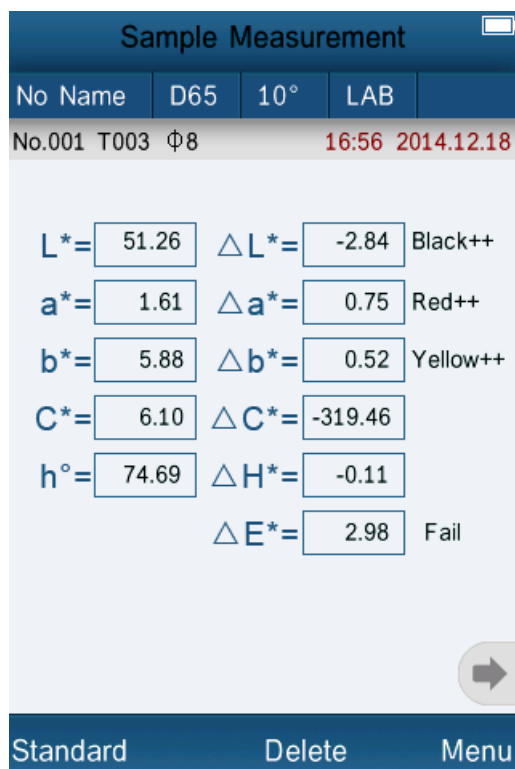 Sample Measurement
No Name D65 10° LAB
No.001 T003 Φ8 16:56 2014.12.18
L*= 51.26 △L*= -2.84 Black++
a*= 1.61 △a*= 0.75 Red++
b*= 5.88 △b*= 0.52 Yellow++
C*= 6.10 △C*= -319.46
h°= 74.69 △H*= -0.11
△E*= 2.98 Fail
Standard Delete Menu